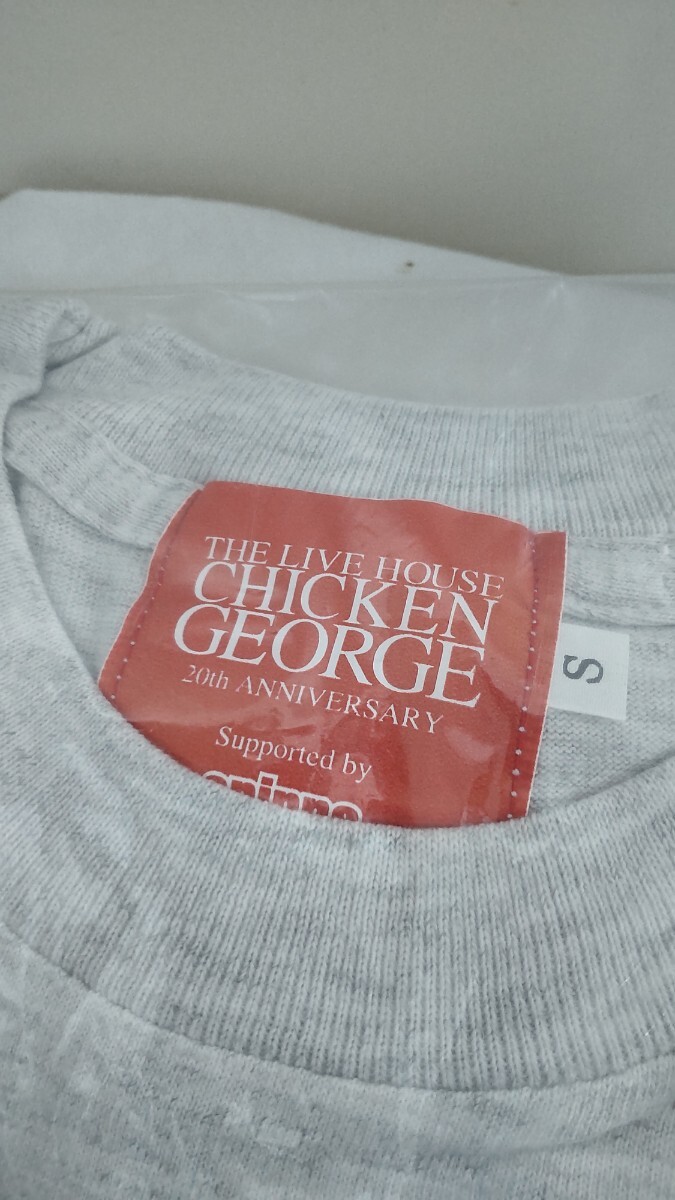 THE LIVE HOUSE
CHICKEN
GEORGE
20th ANNIVERSARY
Supported by
S